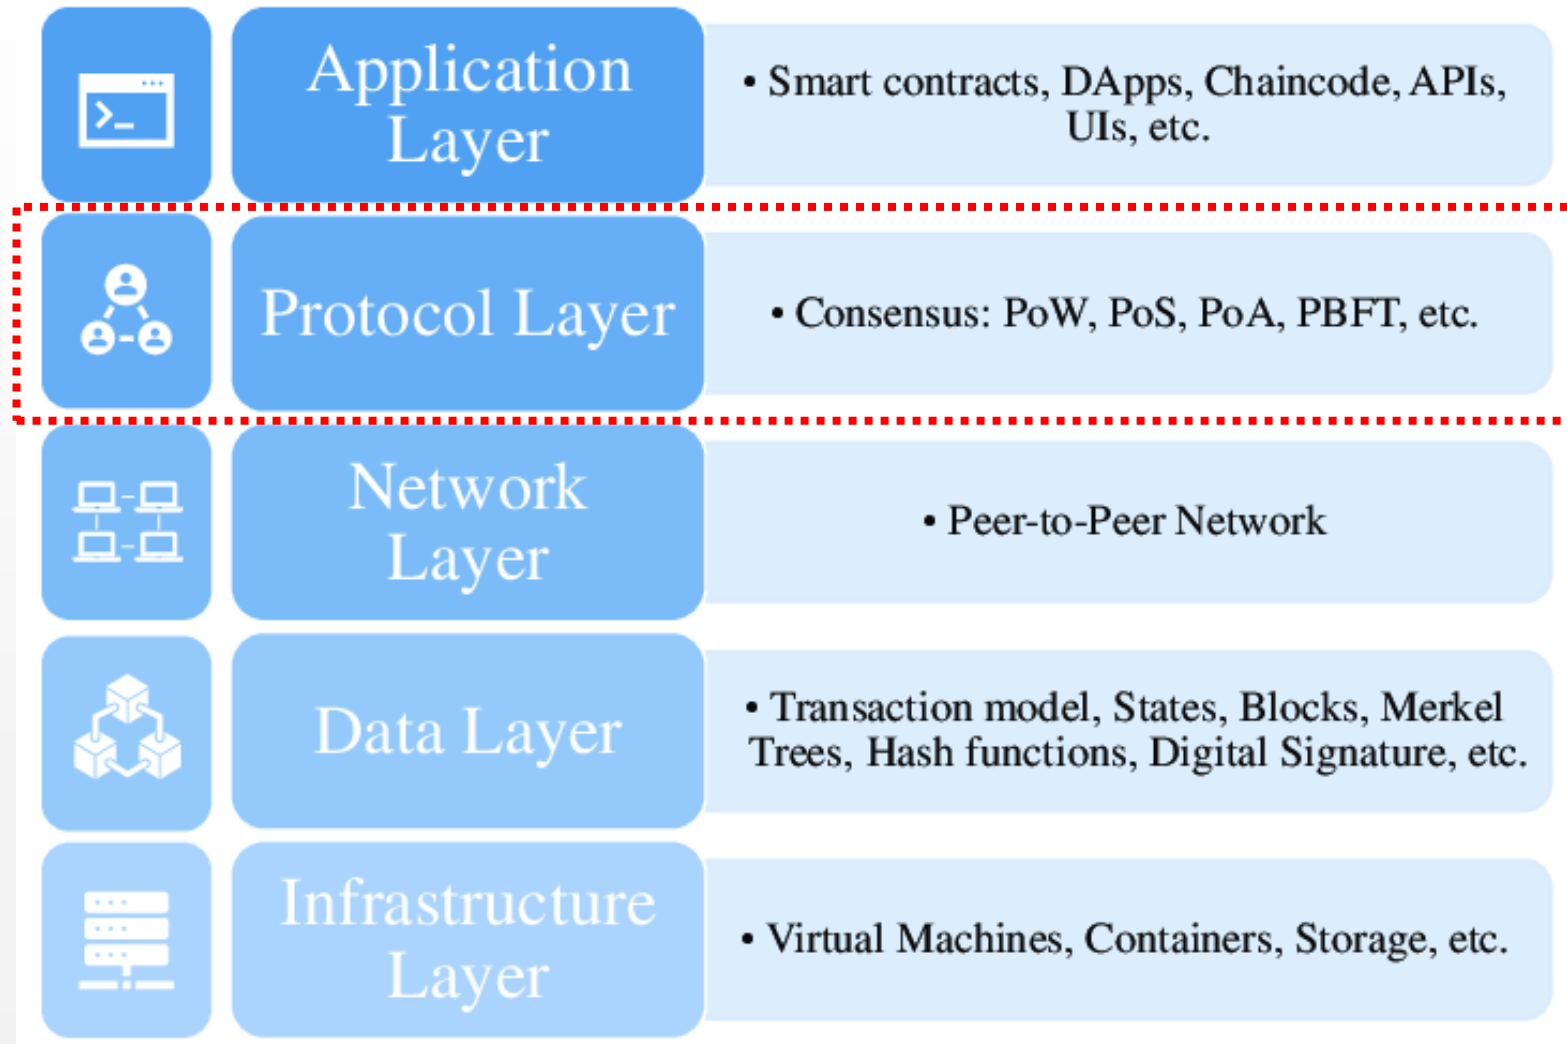 Application
Layer
• Smart contracts, DApps, Chaincode, APIs,
UIs, etc.
Protocol Layer
• Consensus: PoW, PoS, PoA, PBFT, etc.
Network
Layer
• Peer-to-Peer Network
Data Layer
• Transaction model, States, Blocks, Merkel
Trees, Hash functions, Digital Signature, etc.
Infrastructure
Layer
• Virtual Machines, Containers, Storage, etc.